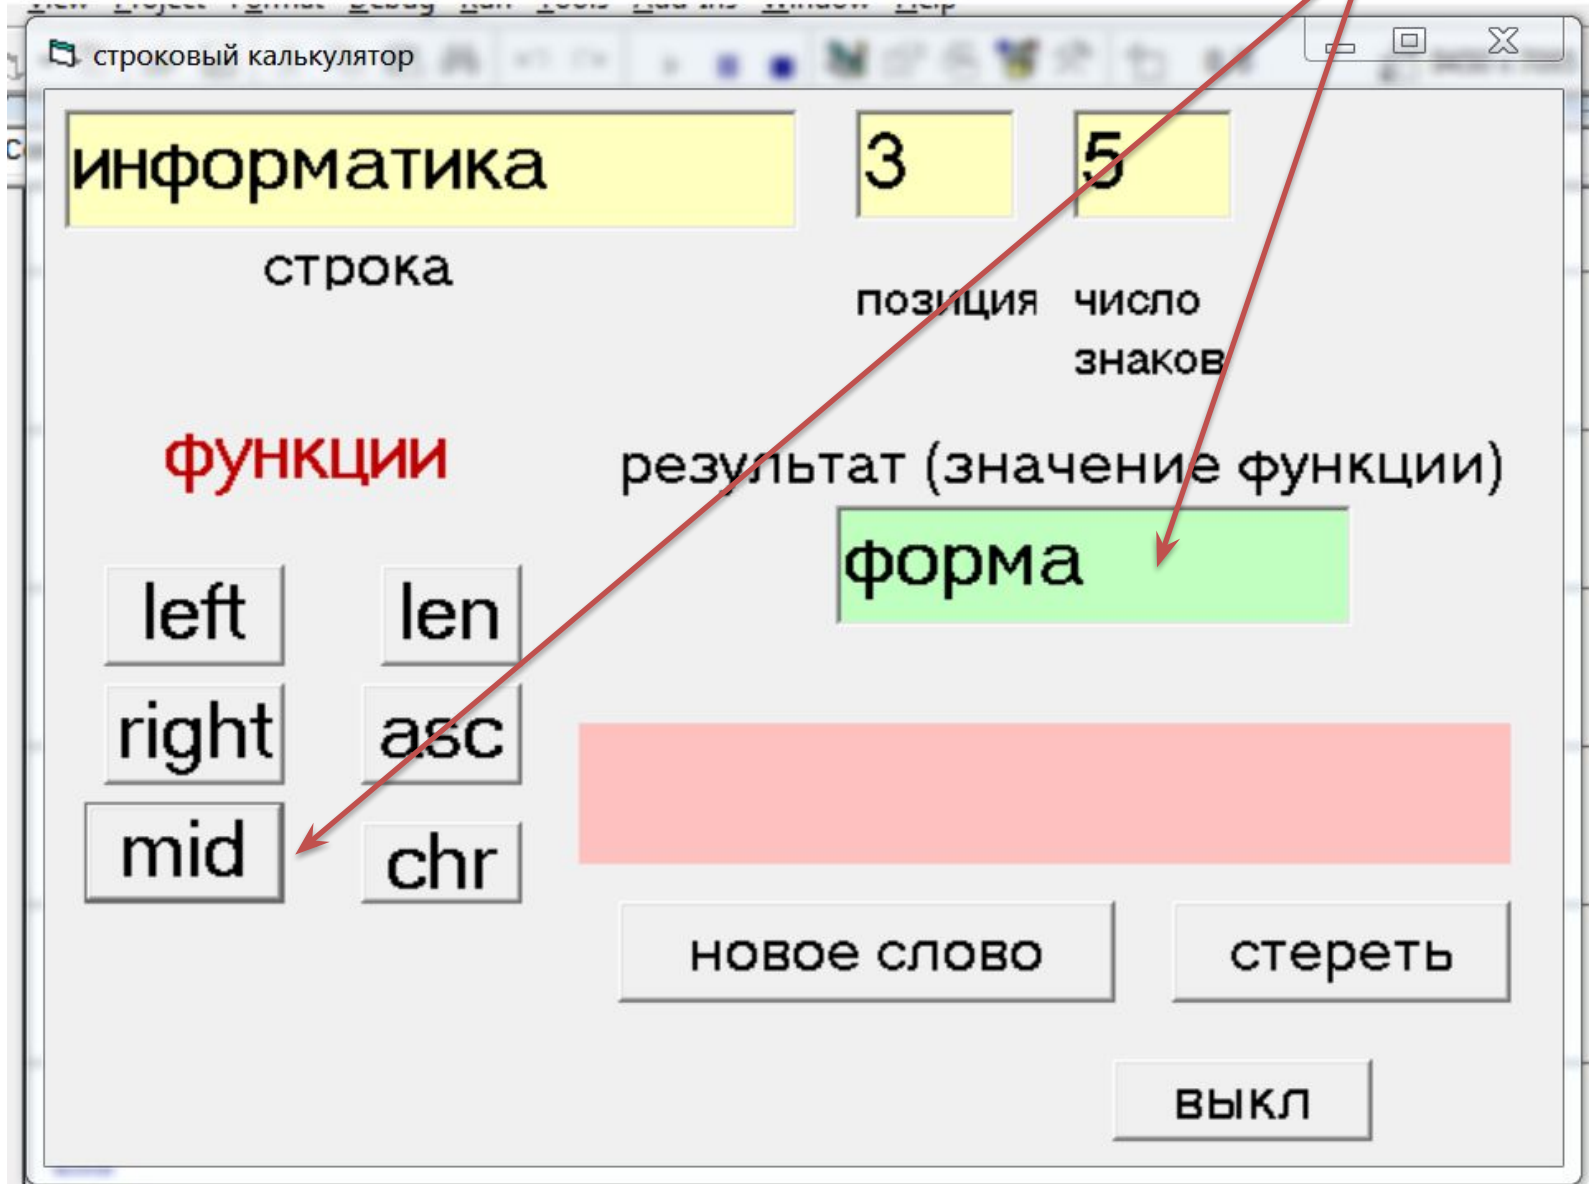 строковый калькулятор
информатика 3 5
строка
позиция число
знаков
функции
результат (значение функции)
форма
left len
right asc
mid chr
новое слово стереть
выкл